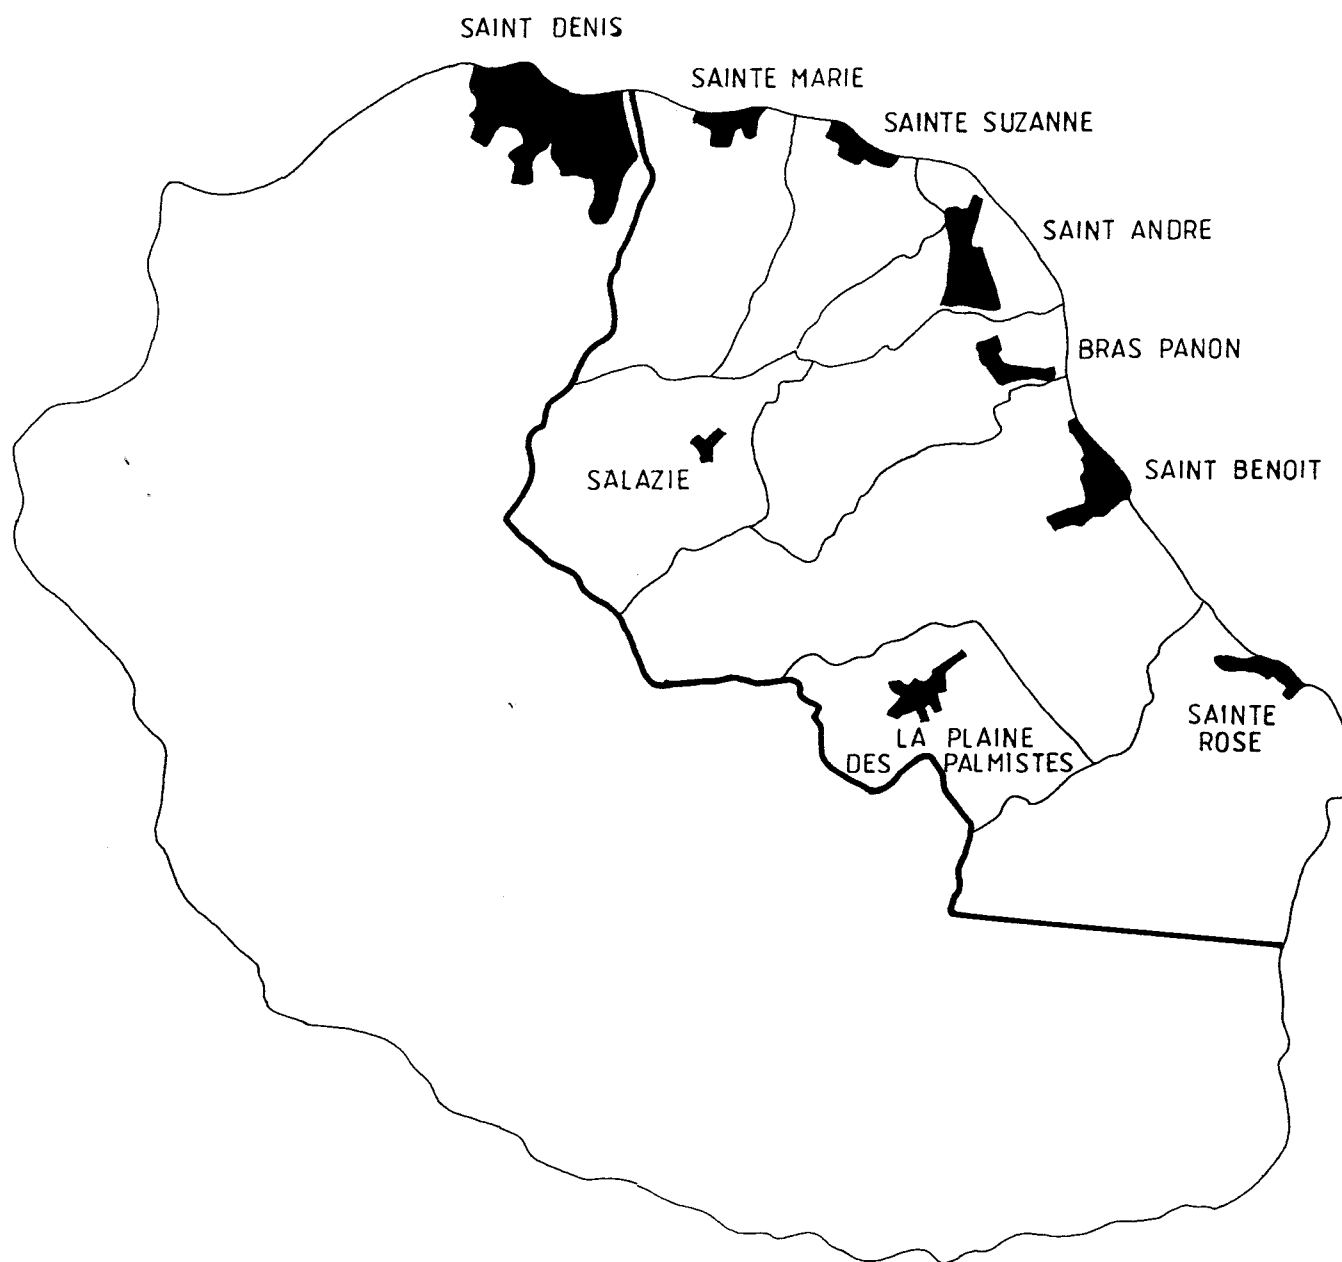 SAINT DENIS
SAINTE MARIE
SAINTE SUZANNE
SAINT ANDRE
BRAS PANON
SAINT BENOIT
SALAZIE
SAINTE
ROSE
LA PLAINE
DES PALMISTES